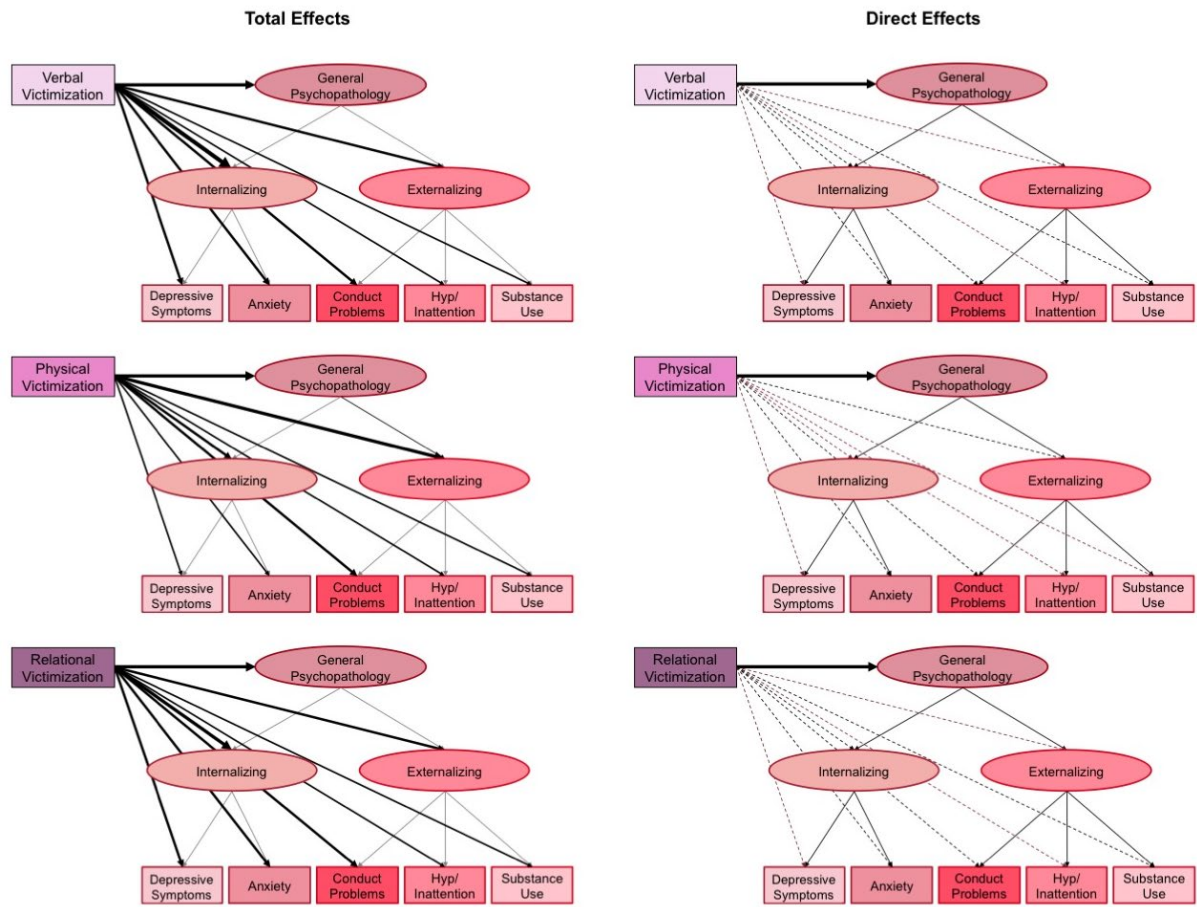 Total Effects
Verbal
Victimization
General
Psychopathology
Internalizing
Externalizing
Depressive
Symptoms
Anxiety
Conduct
Problems
Hyp/
Inattention
Substance
Use
Physical
Victimization
General
Psychopathology
Internalizing
Externalizing
Depressive
Symptoms
Anxiety
Conduct
Problems
Hyp/
Inattention
Substance
Use
Relational
Victimization
General
Psychopathology
Internalizing
Externalizing
Depressive
Symptoms
Anxiety
Conduct
Problems
Hyp/
Inattention
Substance
Use
Direct Effects
Verbal
Victimization
General
Psychopathology
Internalizing
Externalizing
Depressive
Symptoms
Anxiety
Conduct
Problems
Hyp/
Inattention
Substance
Use
Physical
Victimization
General
Psychopathology
Internalizing
Externalizing
Depressive
Symptoms
Anxiety
Conduct
Problems
Hyp/
Inattention
Substance
Use
Relational
Victimization
General
Psychopathology
Internalizing
Externalizing
Depressive
Symptoms
Anxiety
Conduct
Problems
Hyp/
Inattention
Substance
Use